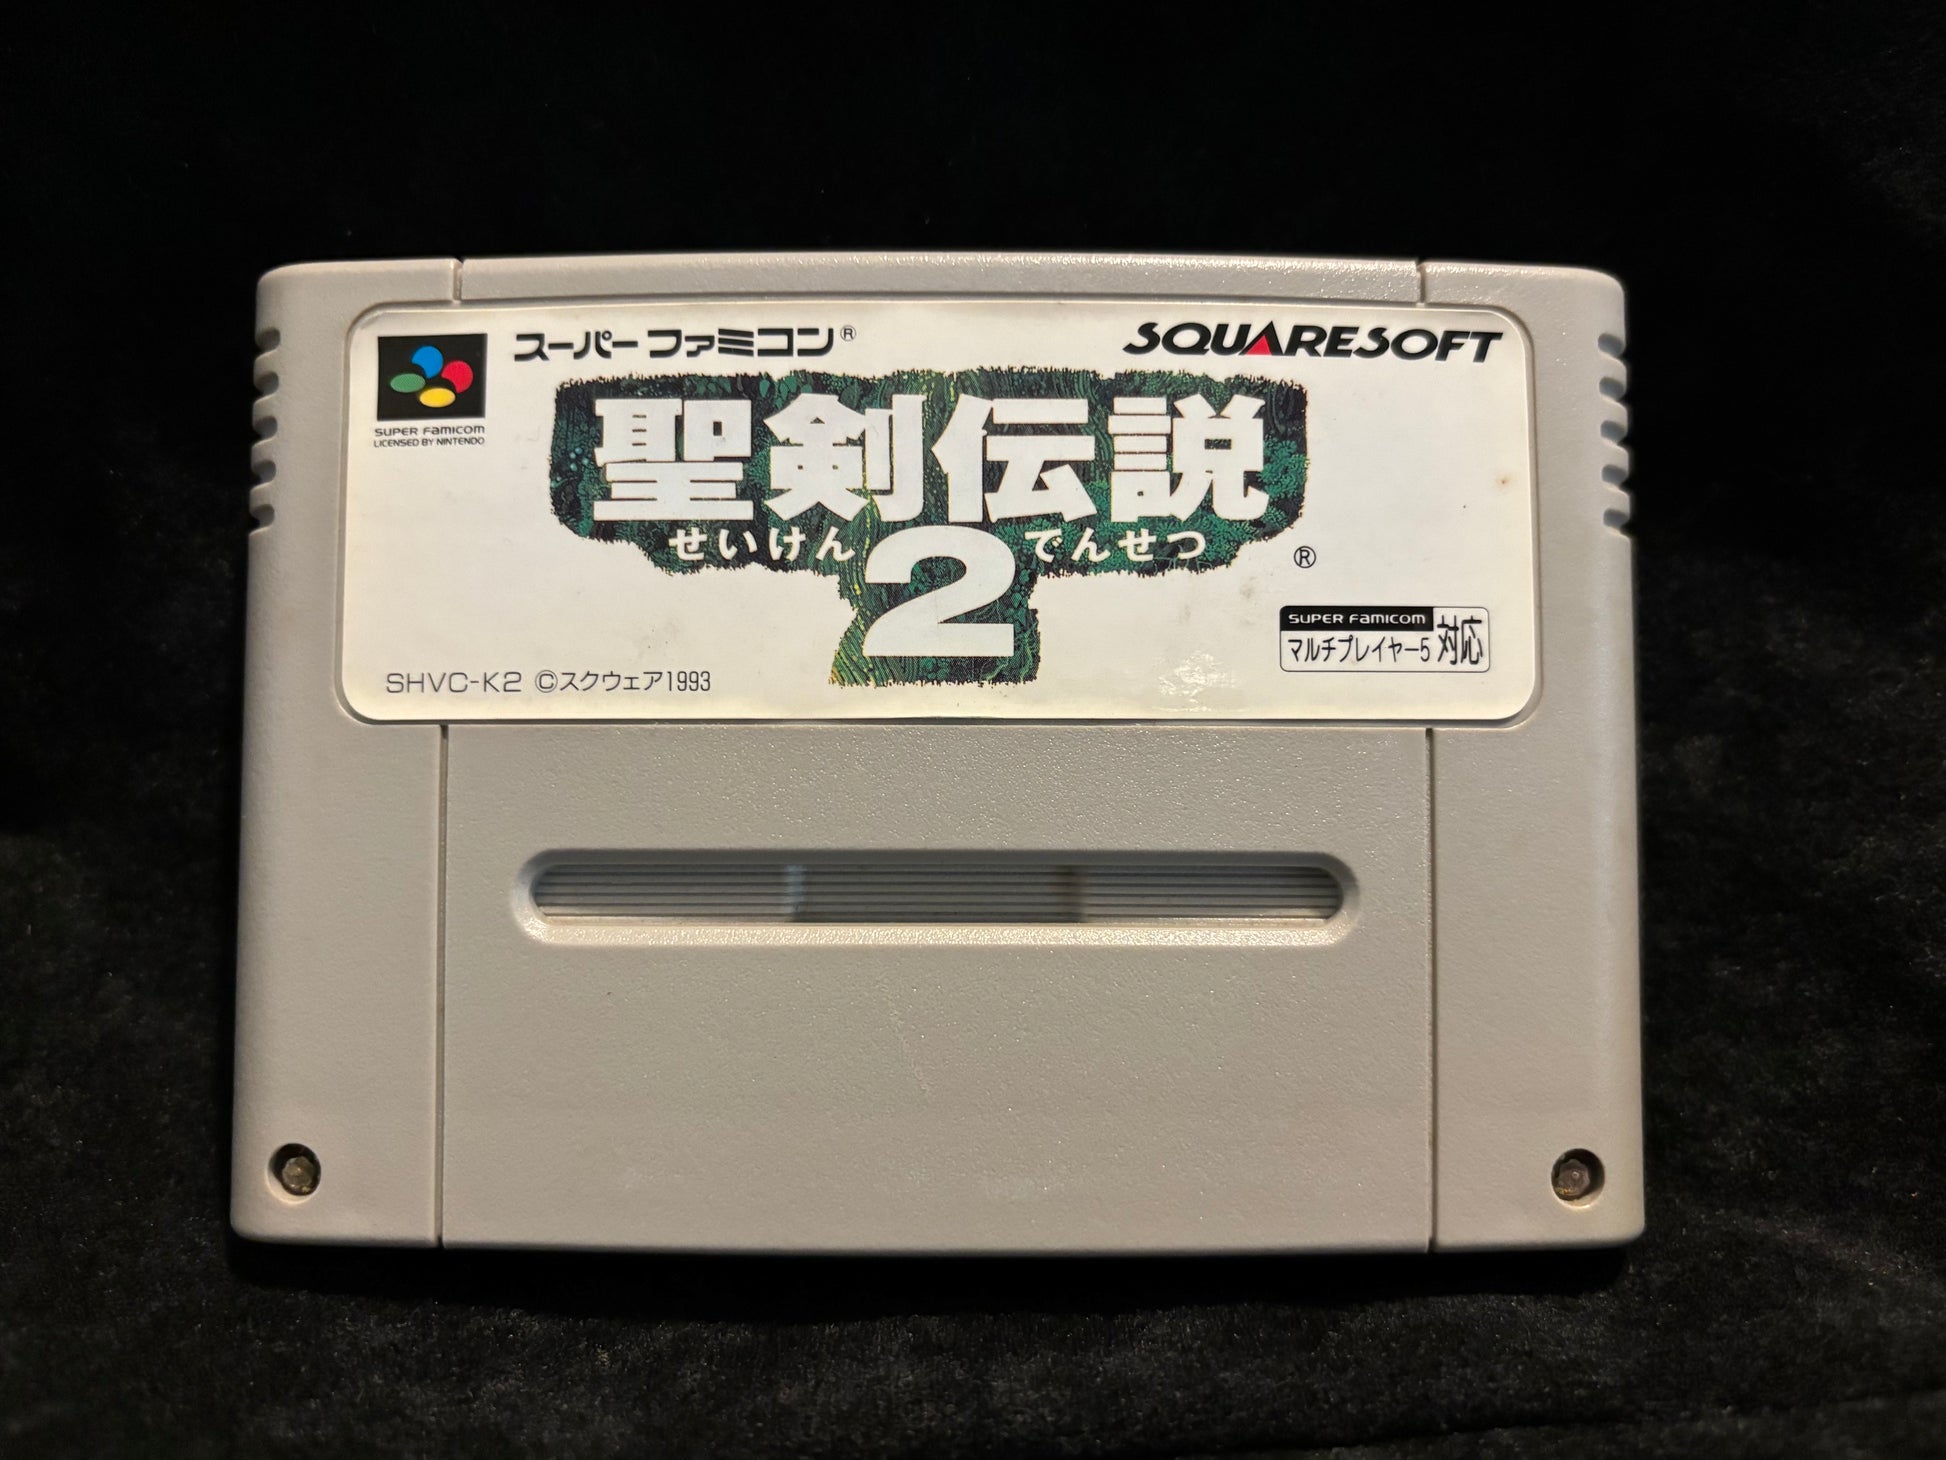 スーパーファミコン®
SQUARESOFT
SUPER FAMICOM
LICENSED BY NINTENDO
聖剣伝説
せいけんでんせつ
2
®
SUPER FAMICOM
マルチプレイヤー5対応
SHVC-K2 ©スクウェア1993